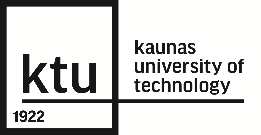 ktu
1922
kaunas
university of
technology